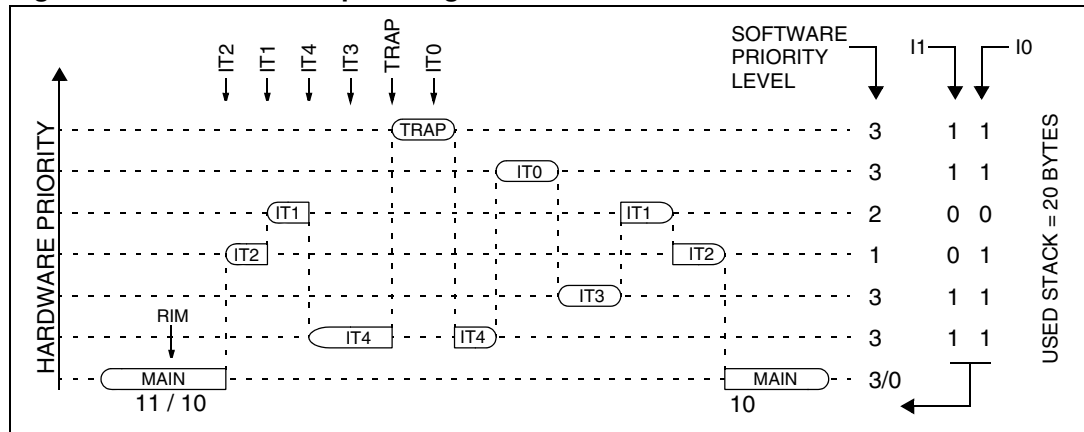 IT2
IT1
IT4
IT3
TRAP
IT0
SOFTWARE
PRIORITY
LEVEL
I1
I0
HARDWARE PRIORITY
TRAP
3
1 1
IT0
3
1 1
IT1
IT1
2
0 0
IT2
IT2
1
0 1
IT3
3
1 1
RIM
IT4
IT4
3
1 1
MAIN
MAIN
3/0
11 / 10
10
USED STACK = 20 BYTES